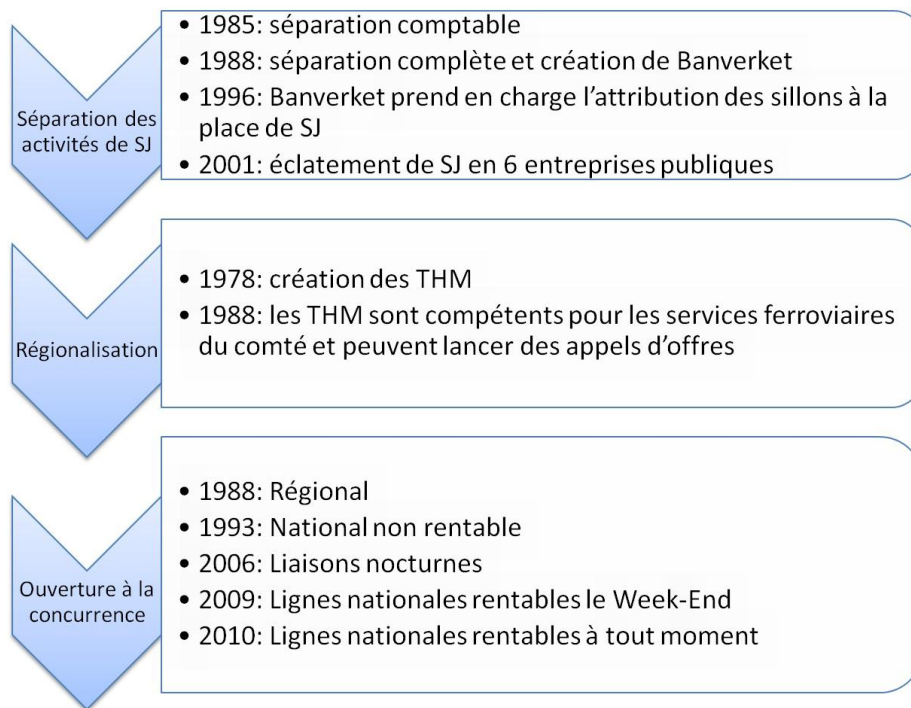 Séparation des
activités de SJ
• 1985: séparation comptable
• 1988: séparation complète et création de Banverket
• 1996: Banverket prend en charge l’attribution des sillons à la
place de SJ
• 2001: éclatement de SJ en 6 entreprises publiques
Régionalisation
• 1978: création des THM
• 1988: les THM sont compétents pour les services ferroviaires
du comté et peuvent lancer des appels d’offres
Ouverture à la
concurrence
• 1988: Régional
• 1993: National non rentable
• 2006: Liaisons nocturnes
• 2009: Lignes nationales rentables le Week-End
• 2010: Lignes nationales rentables à tout moment